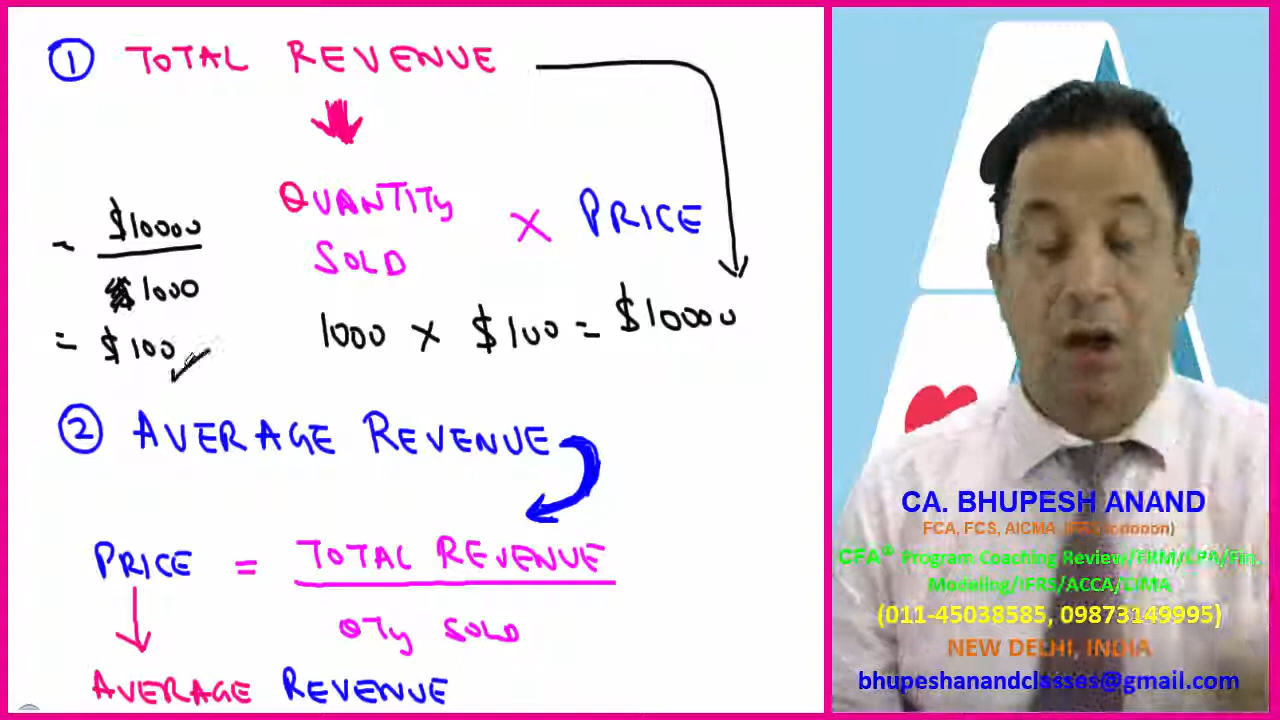 ① TOTAL REVENUE
QUANTITY SOLD × PRICE
1000 × $100 = $10000
= $10000 / 1000
= $100
② AVERAGE REVENUE
PRICE = TOTAL REVENUE / QTY SOLD
AVERAGE REVENUE
CA. BHUPESH ANAND
FCA, FCS, AICMA,
CFA® Program Coaching Review/FRM/CPA/Fin.
Modeling/IFRS/ACCA/CIMA
(011-45038585, 09873149995)
NEW DELHI, INDIA
bhupeshanandclasses@gmail.com